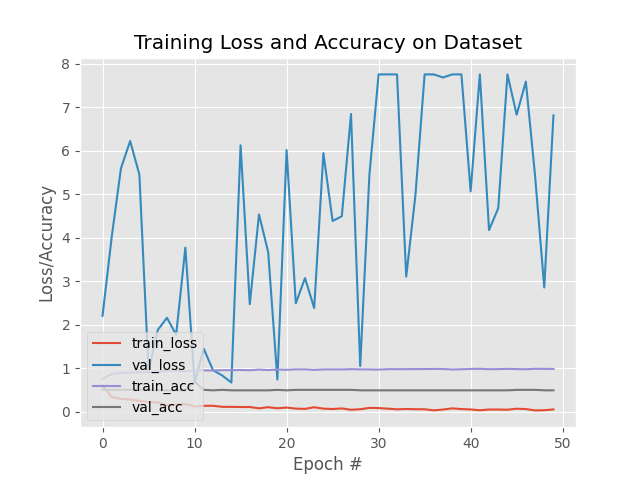 Training Loss and Accuracy on Dataset
Loss/Accuracy
8
7
6
5
4
3
2
1
0
train_loss
val_loss
train_acc
val_acc
0
10
20
30
40
50
Epoch #